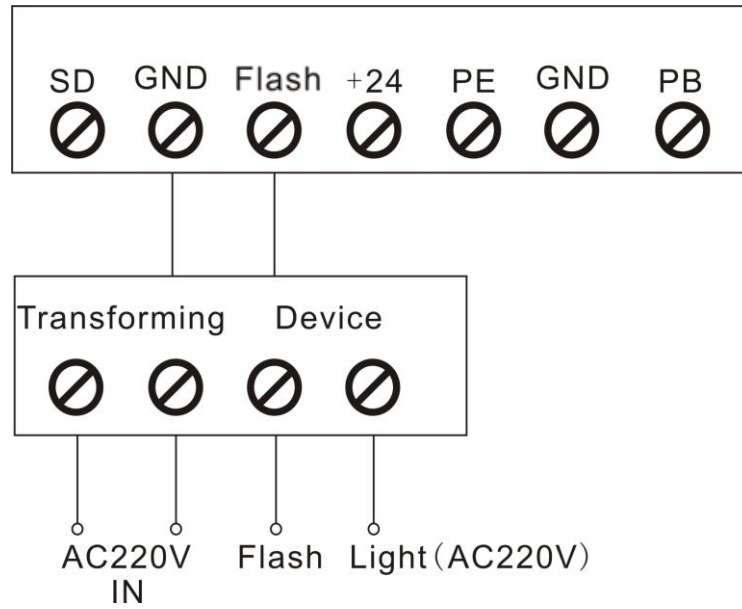 SD GND Flash +24 PE GND PB
Transforming Device
AC220V Flash Light(AC220V)
IN